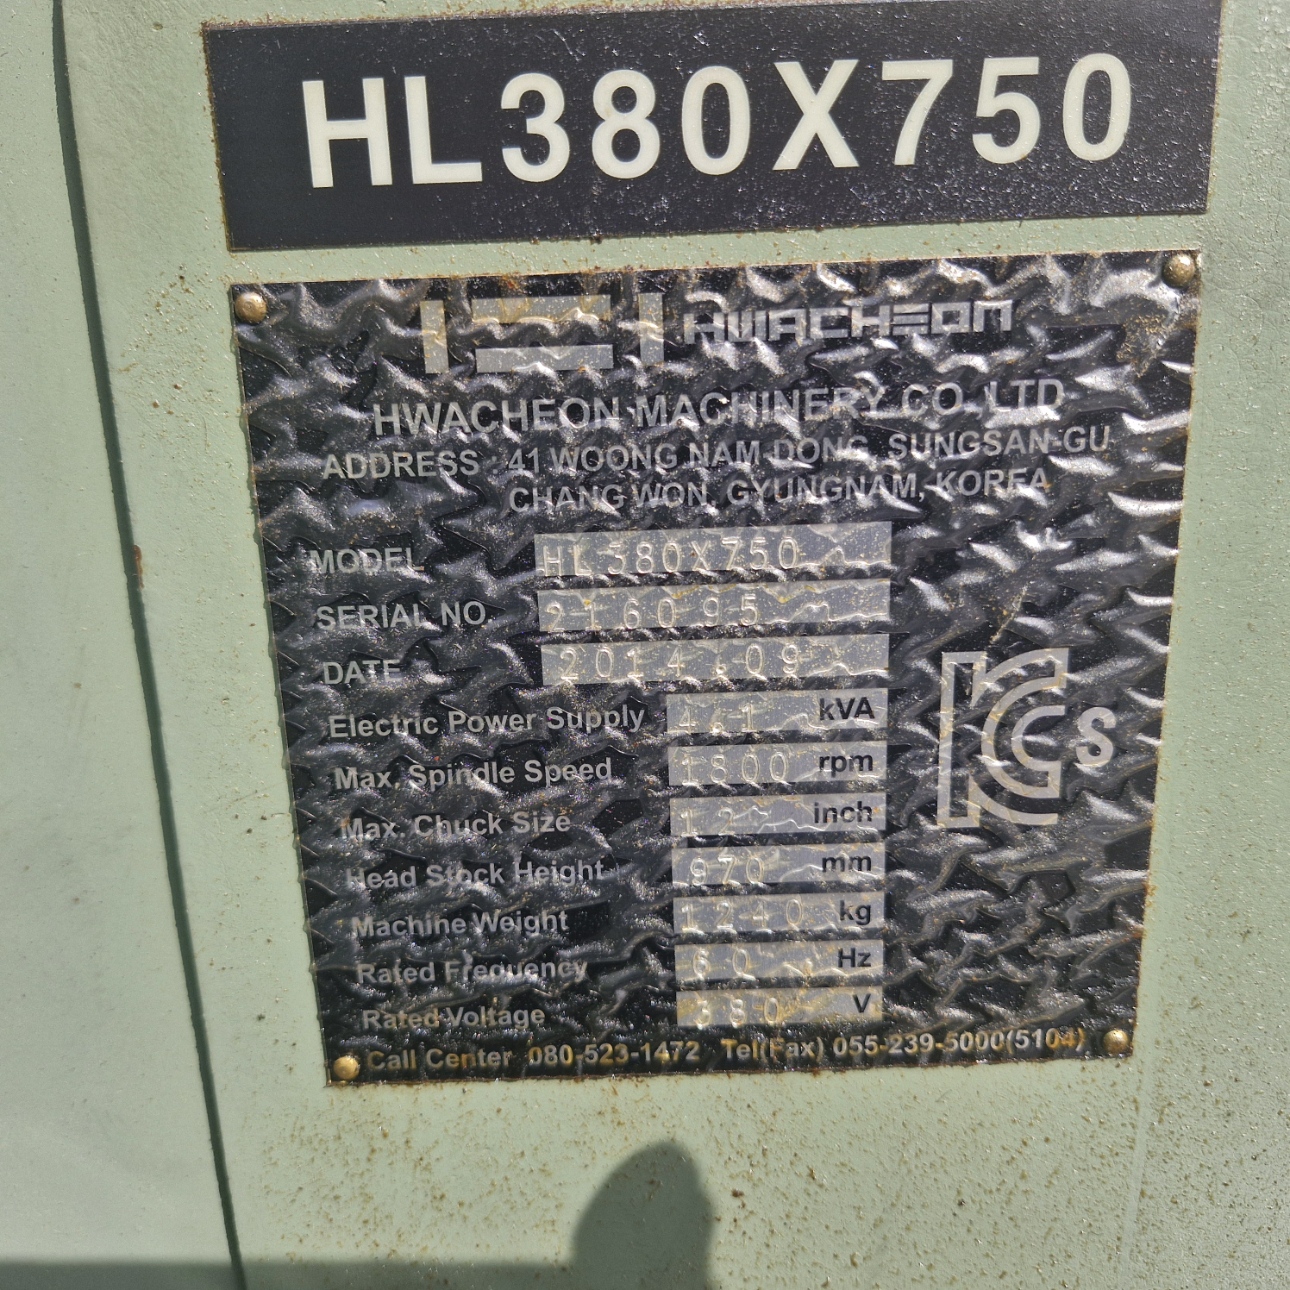 HL380X750
HWACHEON
HWACHEON MACHINERY CO. LTD
ADDRESS 41 WOONG NAM DONG, SUNGSAN-GU
CHANG WON, GYUNGNAM, KOREA
MODEL HL380X750
SERIAL NO. 216095
DATE 2014.09
Electric Power Supply kVA
Max. Spindle Speed 1800 rpm
Max. Chuck Size 12 inch
Head Stock Height 970 mm
Machine Weight 1240 kg
Rated Frequency 60 Hz
Rated Voltage 380 V
KC s
Call Center 080-523-1472 Tel(Fax) 055-239-5000(5104)